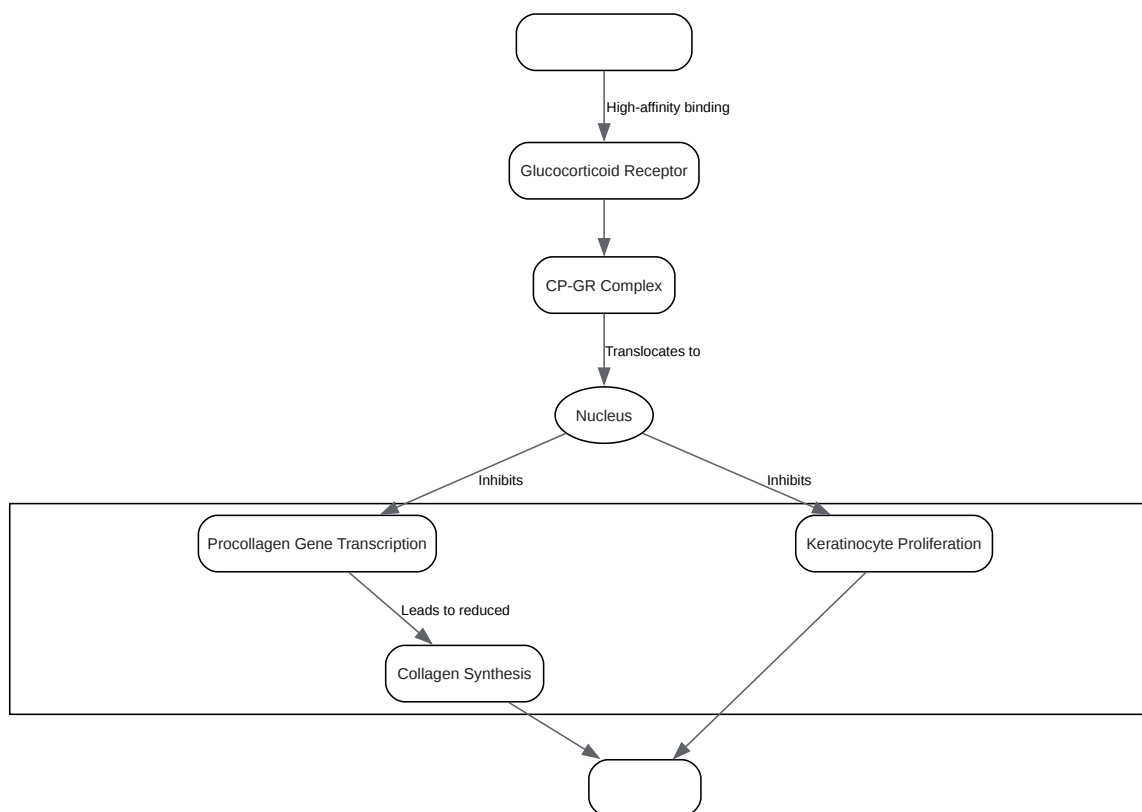 High-affinity binding
Glucocorticoid Receptor
CP-GR Complex
Translocates to
Nucleus
Inhibits
Inhibits
Procollagen Gene Transcription
Keratinocyte Proliferation
Leads to reduced
Collagen Synthesis